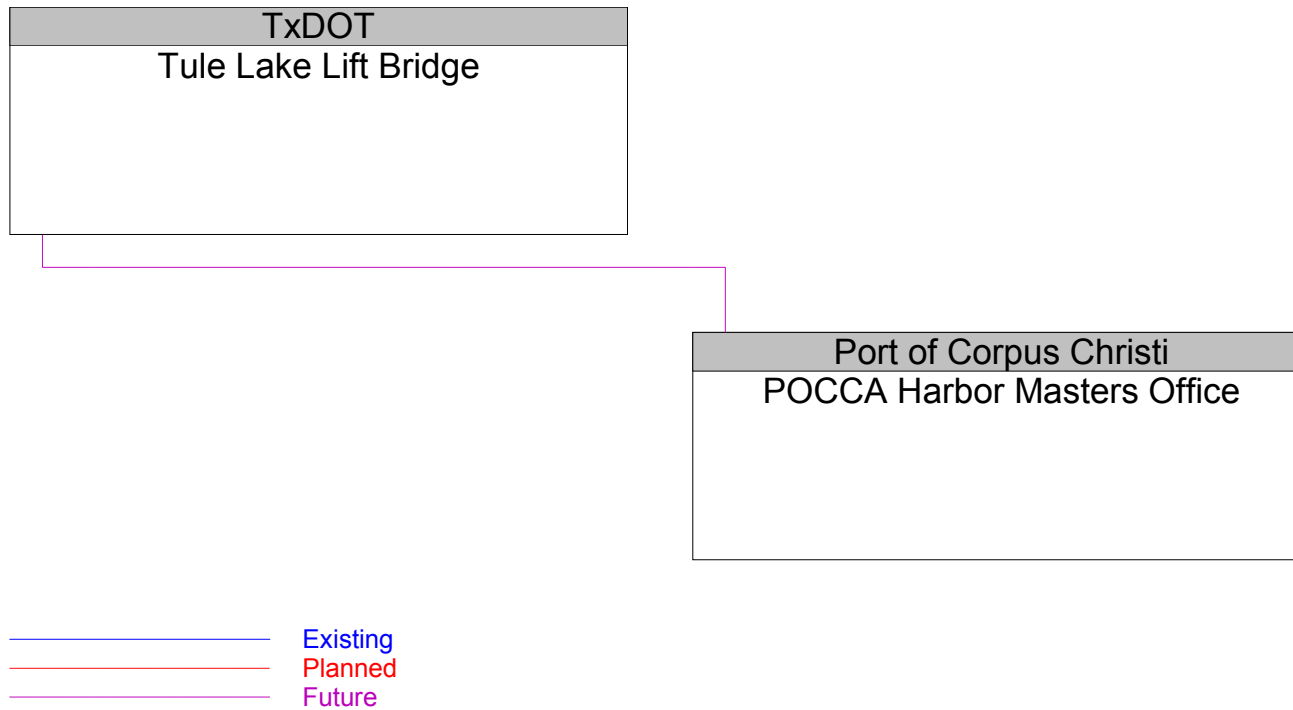 TxDOT
Tule Lake Lift Bridge
Port of Corpus Christi
POCCA Harbor Masters Office
Existing
Planned
Future